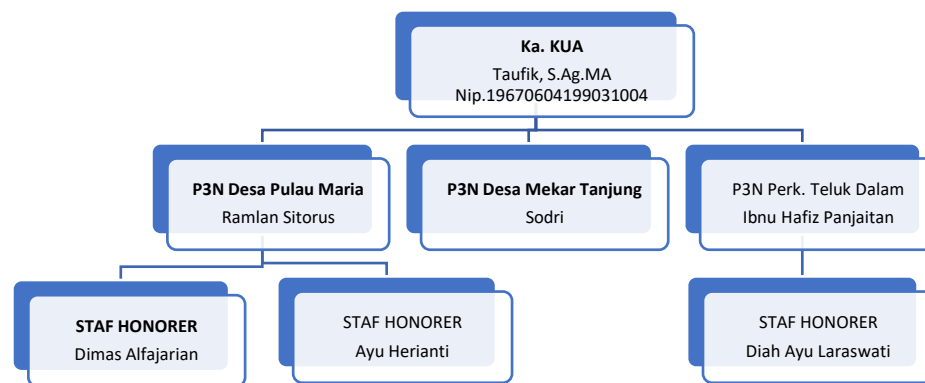 Ka. KUA
Taufik, S.Ag.MA
Nip.19670604199031004
P3N Desa Pulau Maria
Ramlan Sitorus
P3N Desa Mekar Tanjung
Sodri
P3N Perk. Teluk Dalam
Ibnu Hafiz Panjaitan
STAF HONORER
Dimas Alfajarian
STAF HONORER
Ayu Herianti
STAF HONORER
Diah Ayu Laraswati